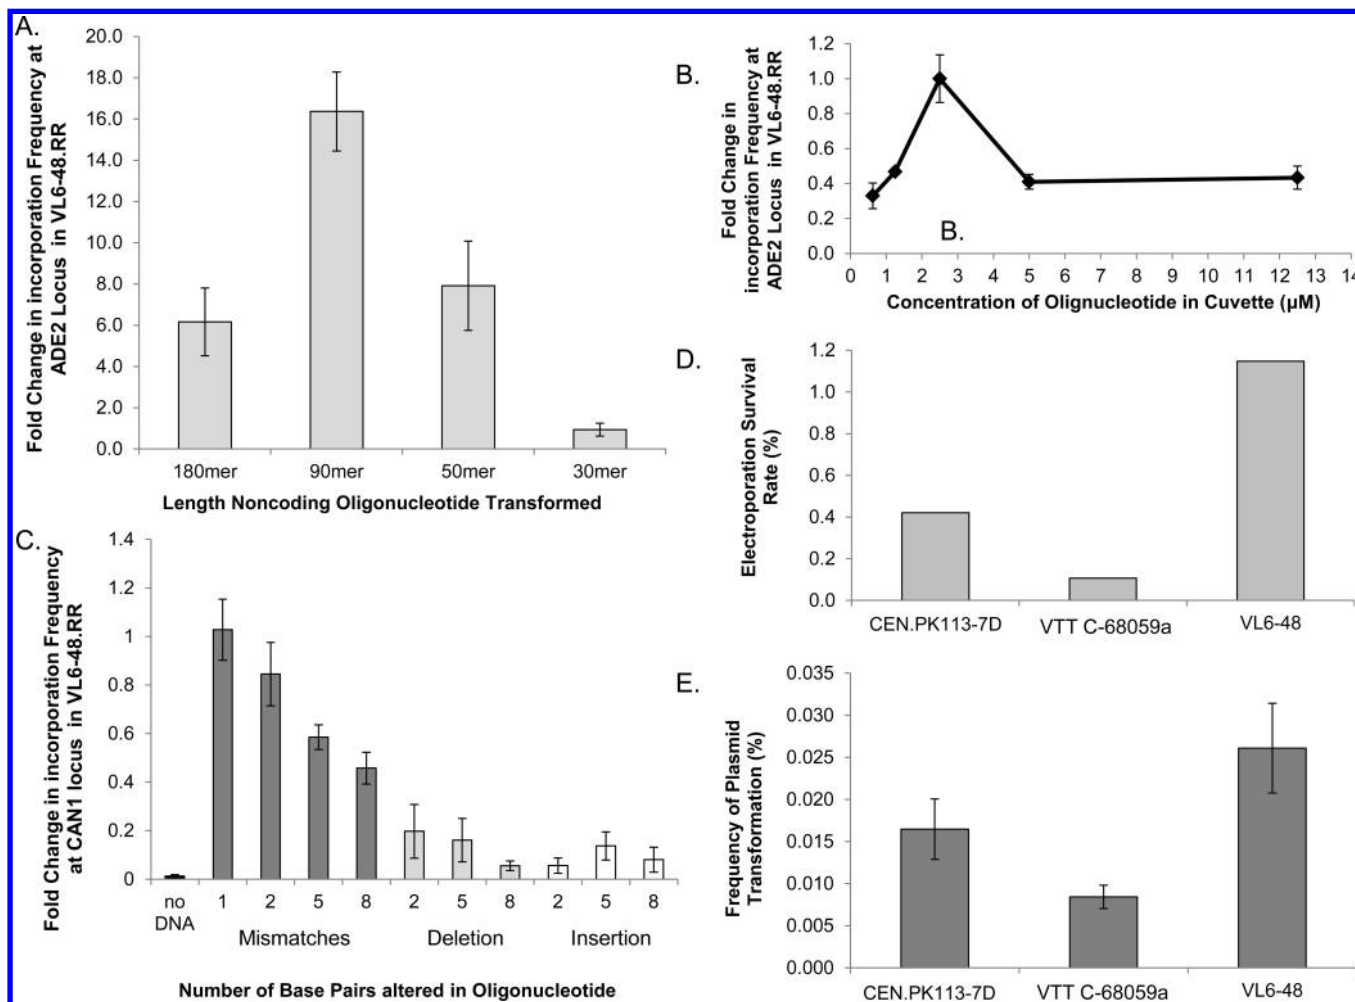 A.
Fold Change in incorporation Frequency at
ADE2 Locus in VL6-48.RR
20.0
18.0
16.0
14.0
12.0
10.0
8.0
6.0
4.0
2.0
0.0
180mer 90mer 50mer 30mer
Length Noncoding Oligonucleotide Transformed
B.
Fold Change in
incorporation Frequency at
ADE2 Locus in VL6-48.RR
1.2
1.0
0.8
0.6
0.4
0.2
0.0
B.
0 1 2 3 4 5 6 7 8 9 10 11 12 13 14
Concentration of Olignucleotide in Cuvette (µM)
C.
Fold Change in incorporation Frequency
at CAN1 locus in VL6-48.RR
1.4
1.2
1
0.8
0.6
0.4
0.2
0
no 1 2 5 8 2 5 8 2 5 8
DNA
Mismatches Deletion Insertion
Number of Base Pairs altered in Oligonucleotide
D.
Electroporation Survival
Rate (%)
1.2
1.0
0.8
0.6
0.4
0.2
0.0
CEN.PK113-7D VTT C-68059a VL6-48
E.
Frequency of Plasmid
Transformation (%)
0.035
0.030
0.025
0.020
0.015
0.010
0.005
0.000
CEN.PK113-7D VTT C-68059a VL6-48